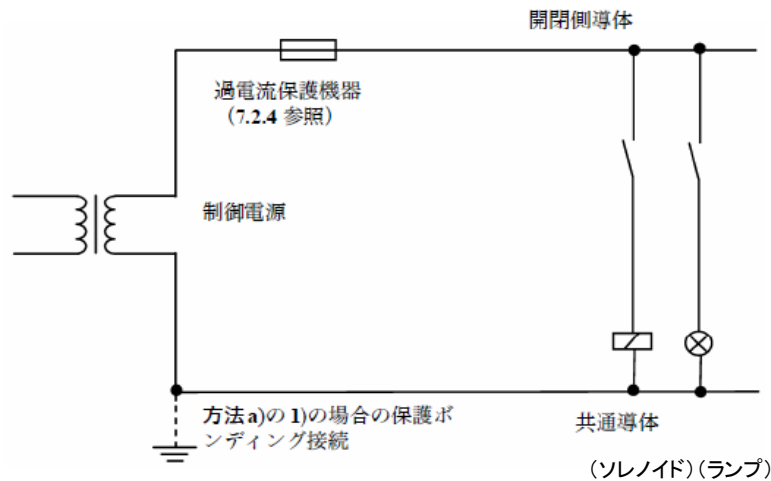 開閉側導体
過電流保護機器
（7.2.4 参照）
制御電源
方法a)の1)の場合の保護ボ
ンディング接続
共通導体
（ソレノイド）（ランプ）